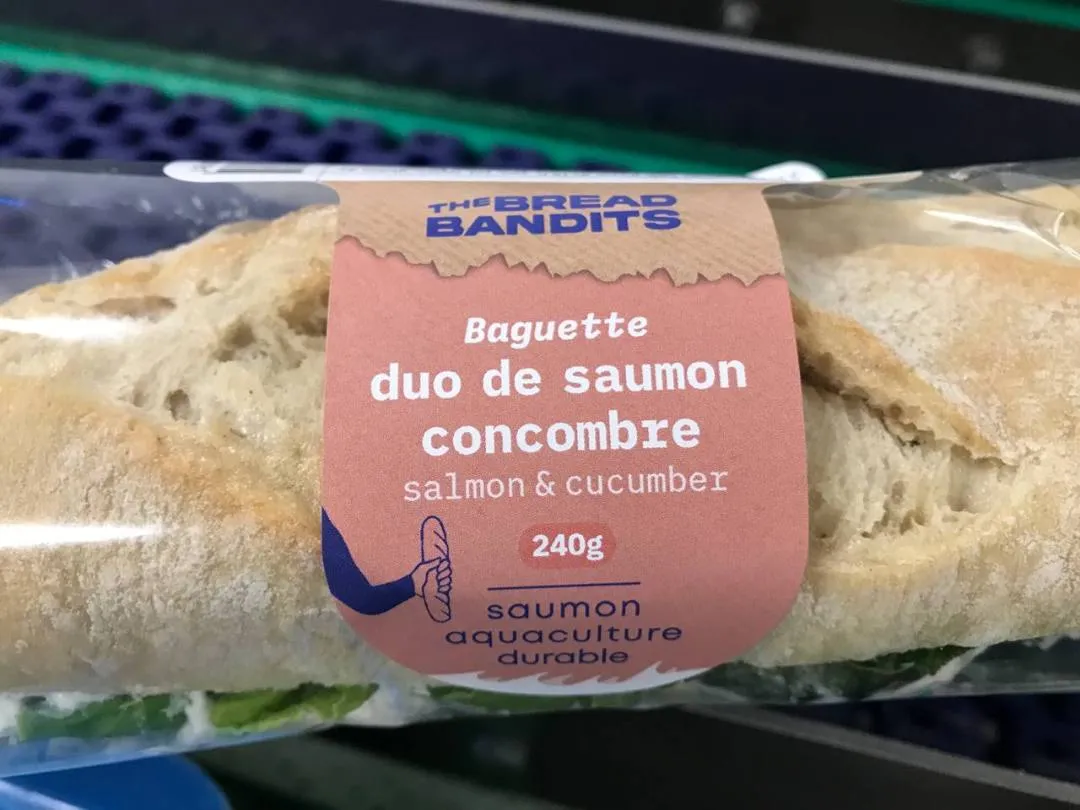 THE BREAD
BANDITS
Baguette
duo de saumon
concombre
salmon & cucumber
240g
saumon
aquaculture
durable